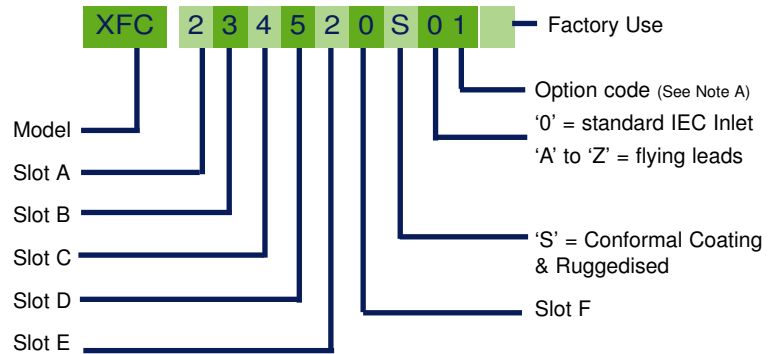 XFC 2 3 4 5 2 0 S 0 1
Factory Use
Option code (See Note A)
‘0’ = standard IEC Inlet
‘A’ to ‘Z’ = flying leads
‘S’ = Conformal Coating
& Ruggedised
Slot F
Model
Slot A
Slot B
Slot C
Slot D
Slot E